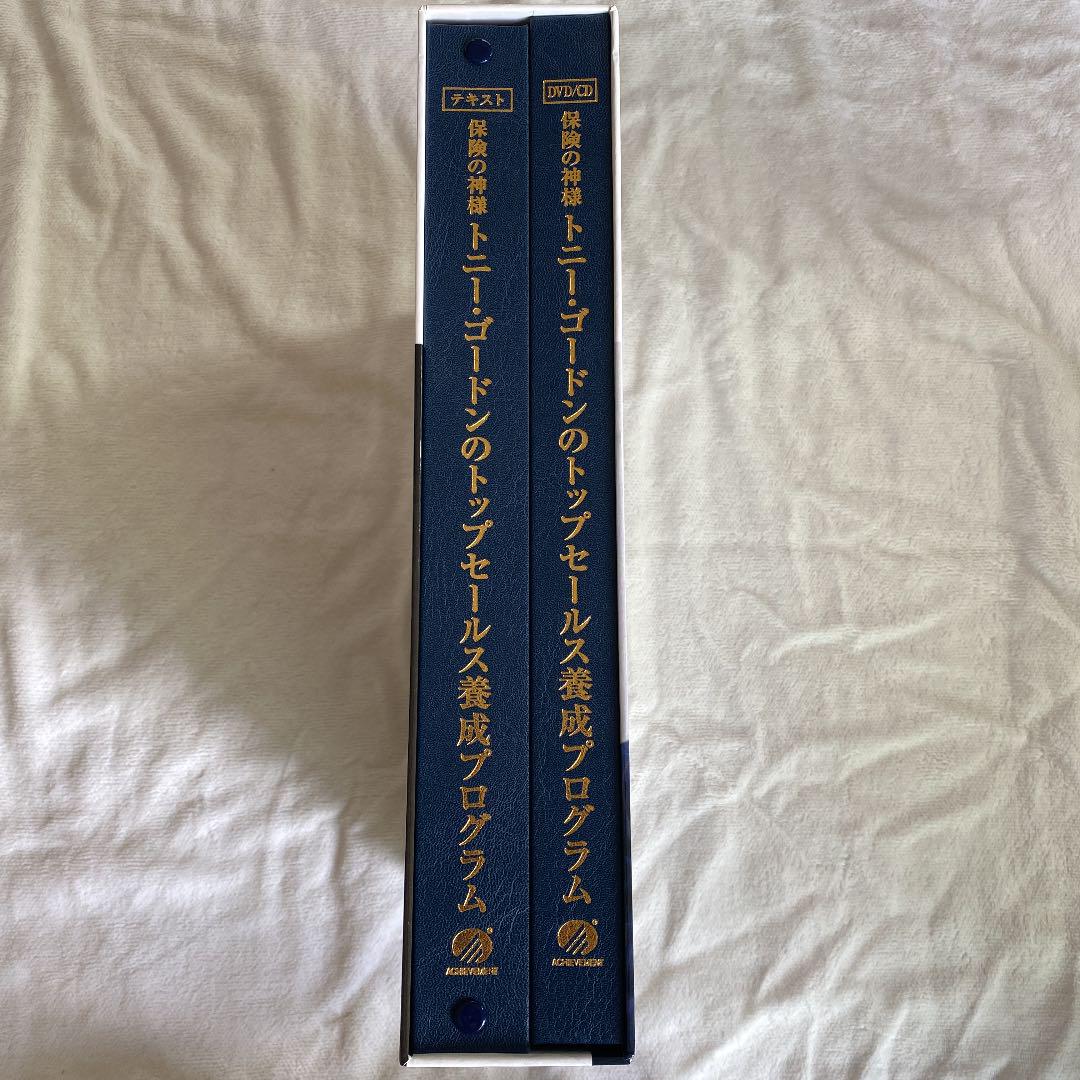 テキスト
保険の神様 トニー・ゴードンのトップセールス養成プログラム
ACHIEVEMENT
DVD/CD
保険の神様 トニー・ゴードンのトップセールス養成プログラム
ACHIEVEMENT